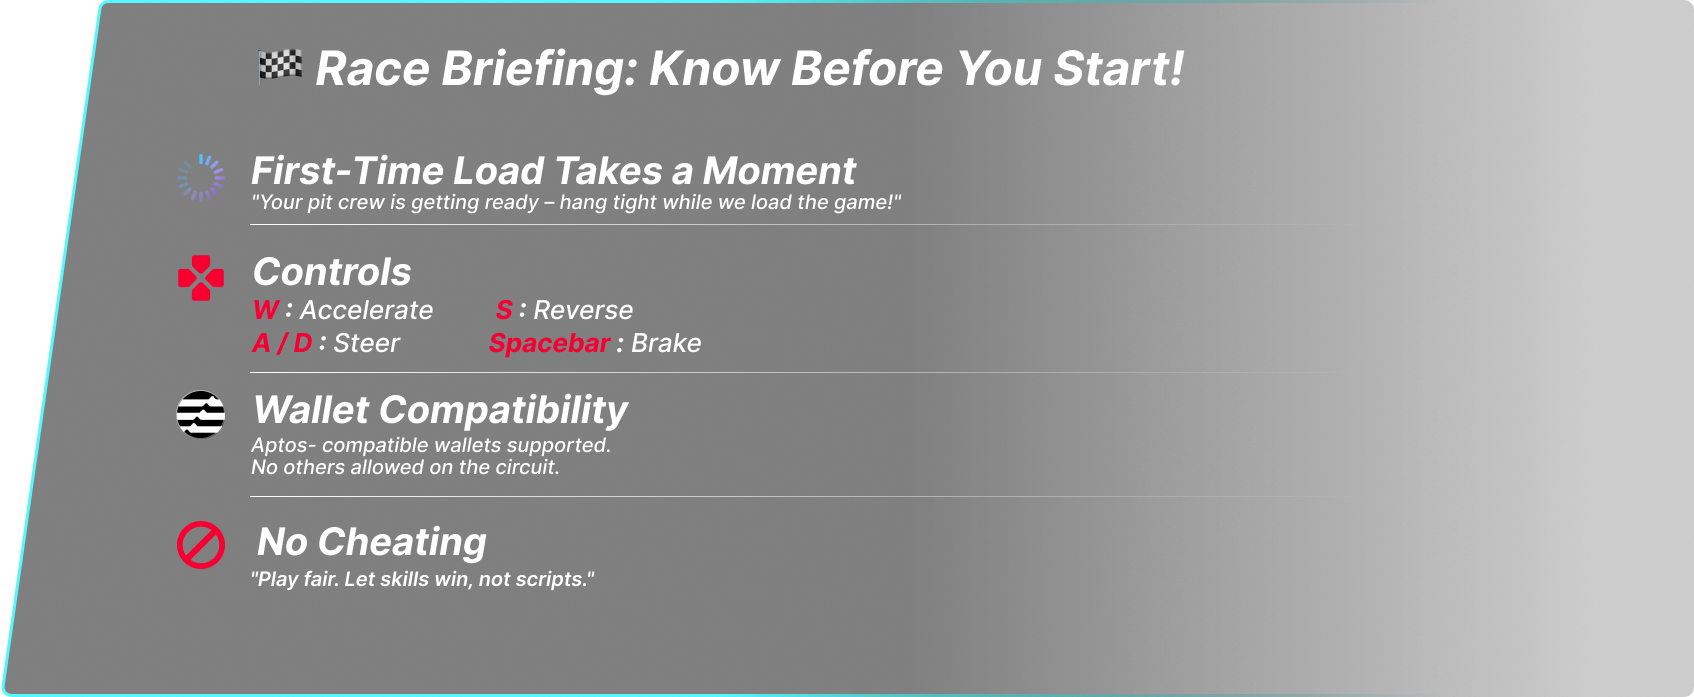 Race Briefing: Know Before You Start!
First-Time Load Takes a Moment
"Your pit crew is getting ready – hang tight while we load the game!"
Controls
W : Accelerate S : Reverse
A / D : Steer Spacebar : Brake
Wallet Compatibility
Aptos- compatible wallets supported.
No others allowed on the circuit.
No Cheating
"Play fair. Let skills win, not scripts."